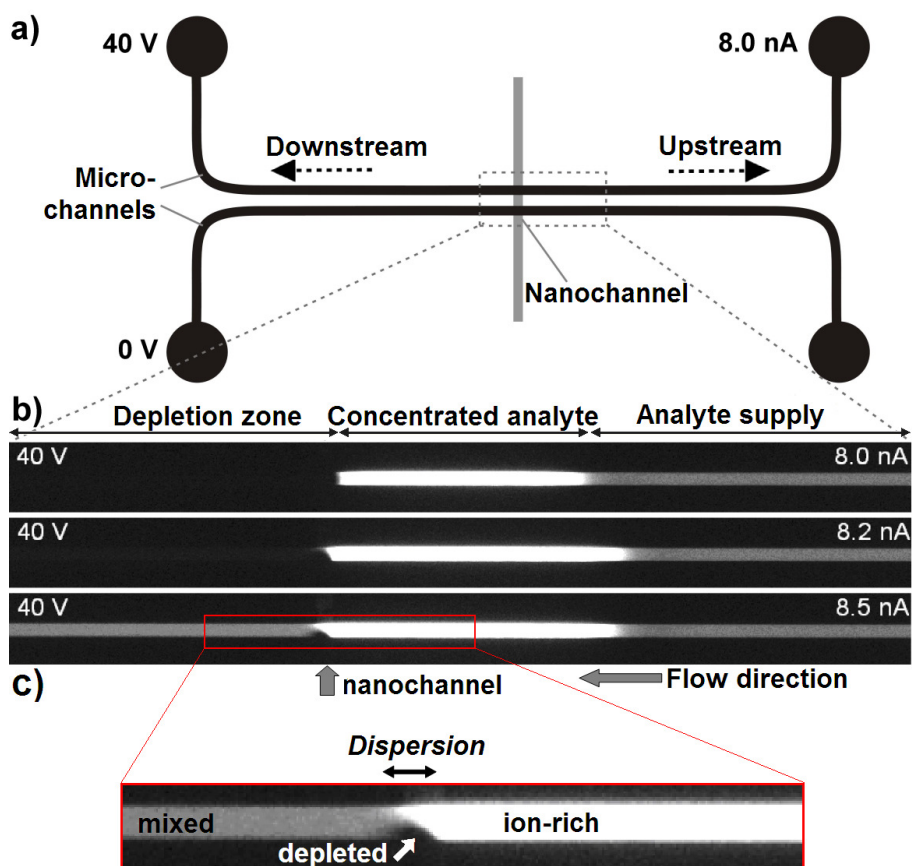 a)
40 V
8.0 nA
Downstream
Upstream
Micro-
channels
Nanochannel
0 V
b)
Depletion zone
Concentrated analyte
Analyte supply
40 V
8.0 nA
40 V
8.2 nA
40 V
8.5 nA
c)
nanochannel
Flow direction
Dispersion
mixed
ion-rich
depleted